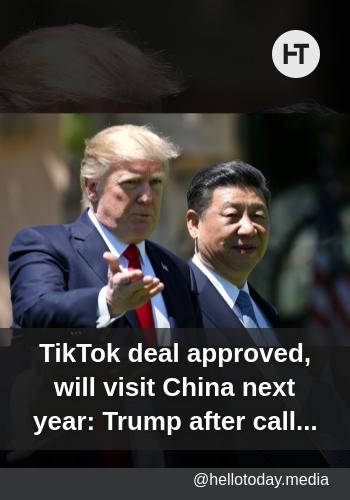 HT
TikTok deal approved,
will visit China next
year: Trump after call...
@hellotoday.media